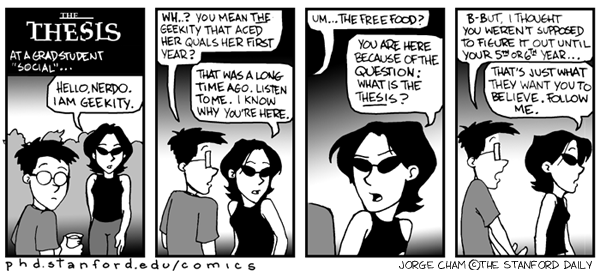 THE
THESIS
AT A GRAD STUDENT
"SOCIAL"...
HELLO, NERDO.
I AM GEEKITY.
WH..? YOU MEAN THE
GEEKITY THAT ACED
HER QUALS HER FIRST
YEAR?
THAT WAS A LONG
TIME AGO. LISTEN
TO ME. I KNOW
WHY YOU'RE HERE.
UM...THE FREE FOOD?
YOU ARE HERE
BECAUSE OF THE
QUESTION:
WHAT IS THE
THESIS?
B-BUT, I THOUGHT
YOU WEREN'T SUPPOSED
TO FIGURE IT OUT UNTIL
YOUR 5TH OR 6TH YEAR...
THAT'S JUST WHAT
THEY WANT YOU TO
BELIEVE. FOLLOW
ME.
phd.stanford.edu/comics
JORGE CHAM ©THE STANFORD DAILY